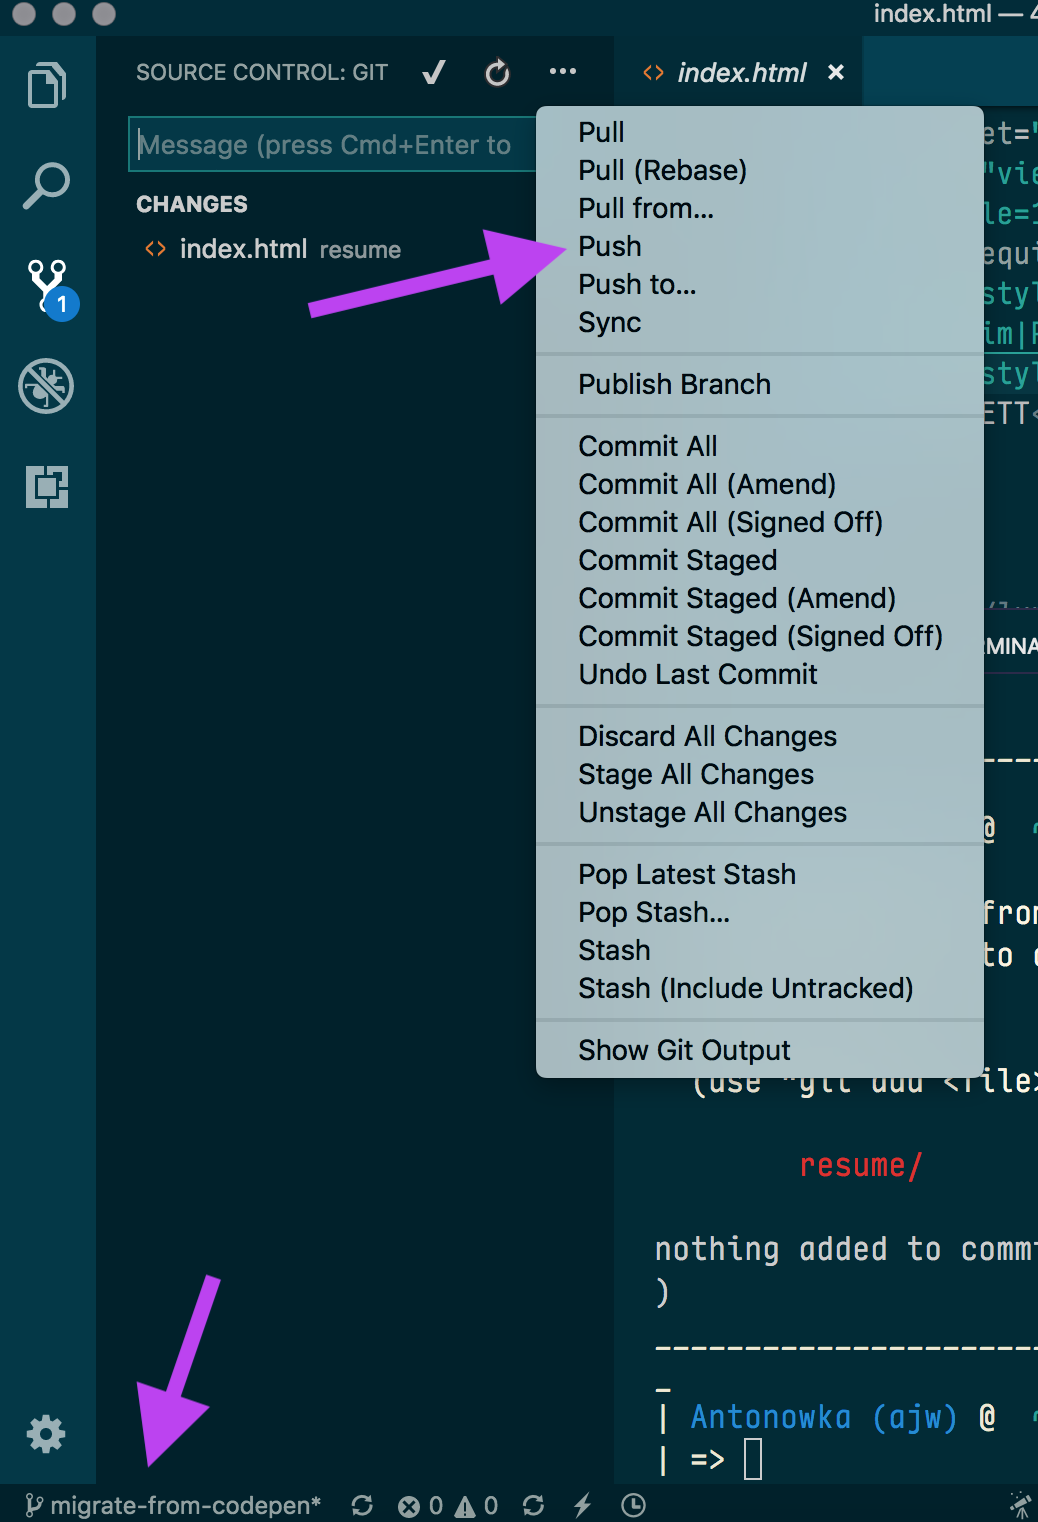 index.html —
SOURCE CONTROL: GIT
index.html
Message (press Cmd+Enter to
CHANGES
index.html resume
1
Pull
Pull (Rebase)
Pull from...
Push
Push to...
Sync
Publish Branch
Commit All
Commit All (Amend)
Commit All (Signed Off)
Commit Staged
Commit Staged (Amend)
Commit Staged (Signed Off)
Undo Last Commit
Discard All Changes
Stage All Changes
Unstage All Changes
Pop Latest Stash
Pop Stash...
Stash
Stash (Include Untracked)
Show Git Output
et="
"vie
le=1
equi
styl
im|
styl
ETT<
RMINA
@
from
to
(use "git add <file>
resume/
nothing added to comm
)
| Antonowka (ajw) @
| =>
migrate-from-codepen* 0 0